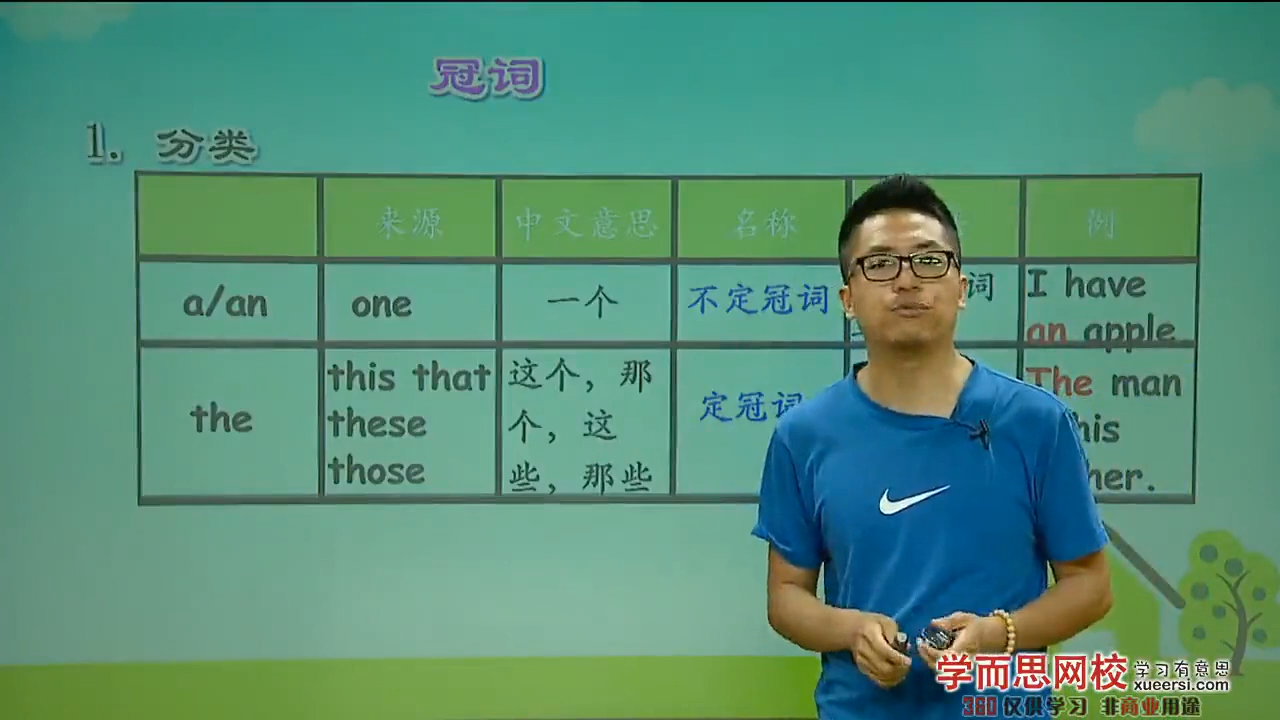 冠词
1. 分类
来源 中文意思 名称 例
a/an one 一个 不定冠词 词 I have
an apple.
the this that these those 这个，那个，这些，那些 定冠词 The man
his
her.
学而思网校 学习有意思
xueersi.com
360 仅供学习 非商业用途